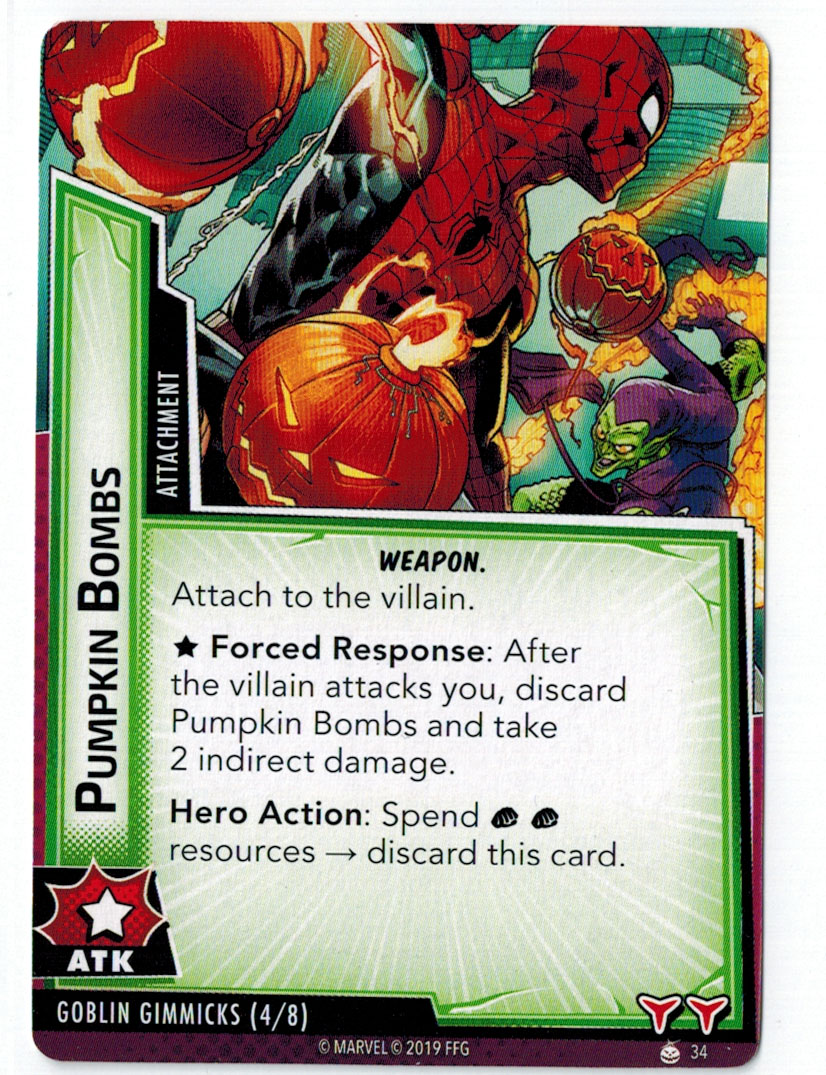 ATTACHMENT
PUMPKIN BOMBS
WEAPON.
Attach to the villain.
★ Forced Response: After
the villain attacks you, discard
Pumpkin Bombs and take
2 indirect damage.
Hero Action: Spend
resources → discard this card.
ATK
GOBLIN GIMMICKS (4/8)
© MARVEL © 2019 FFG
34